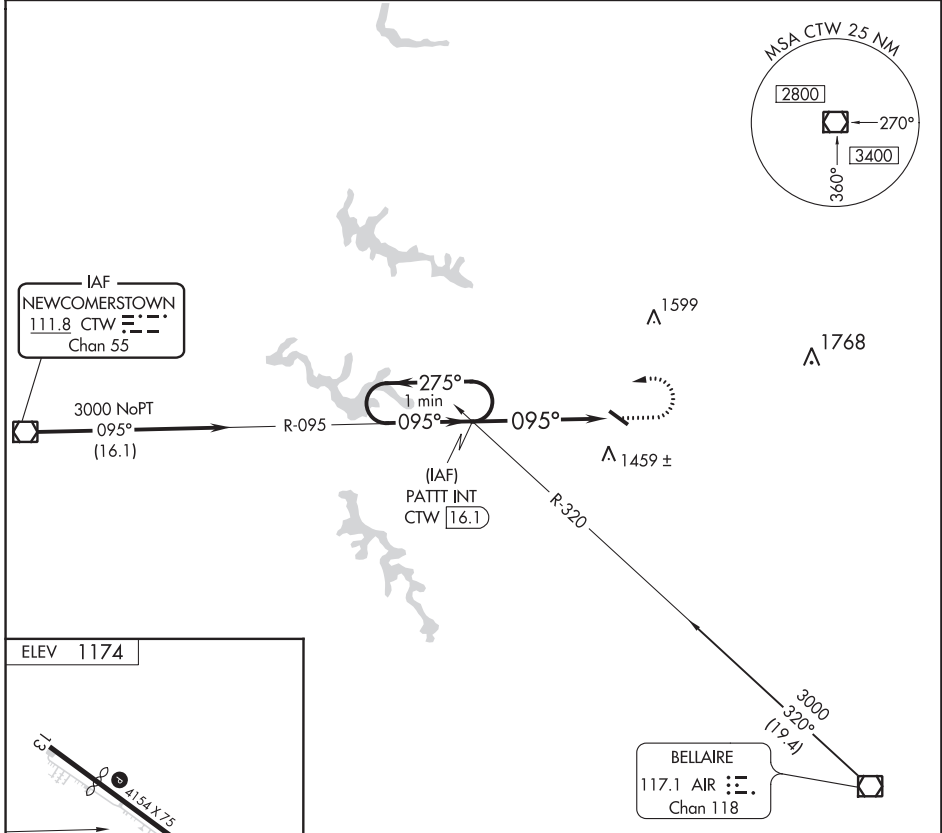 MSA CTW 25 NM
2800
270°
3400
360°
IAF
NEWCOMERSTOWN
111.8 CTW
Chan 55
1599
1768
3000 NoPT
095°
(16.1)
R-095
275°
1 min
095°
095°
1459 ±
(IAF)
PATTT INT
CTW 16.1
R-320
3000
320°
(19.4)
BELLAIRE
117.1 AIR
Chan 118
ELEV 1174
13
P
4154 X 75